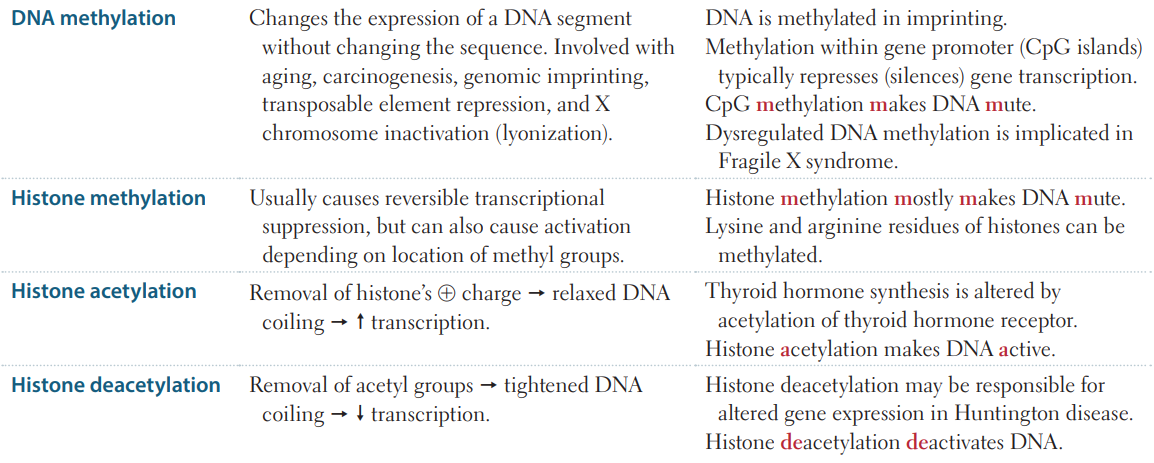 DNA methylation
Changes the expression of a DNA segment
without changing the sequence. Involved with
aging, carcinogenesis, genomic imprinting,
transposable element repression, and X
chromosome inactivation (lyonization).
DNA is methylated in imprinting.
Methylation within gene promoter (CpG islands)
typically represses (silences) gene transcription.
CpG methylation makes DNA mute.
Dysregulated DNA methylation is implicated in
Fragile X syndrome.
Histone methylation
Usually causes reversible transcriptional
suppression, but can also cause activation
depending on location of methyl groups.
Histone methylation mostly makes DNA mute.
Lysine and arginine residues of histones can be
methylated.
Histone acetylation
Removal of histone's ⊕ charge → relaxed DNA
coiling → ↑ transcription.
Thyroid hormone synthesis is altered by
acetylation of thyroid hormone receptor.
Histone acetylation makes DNA active.
Histone deacetylation
Removal of acetyl groups → tightened DNA
coiling → ↓ transcription.
Histone deacetylation may be responsible for
altered gene expression in Huntington disease.
Histone deacetylation deactivates DNA.